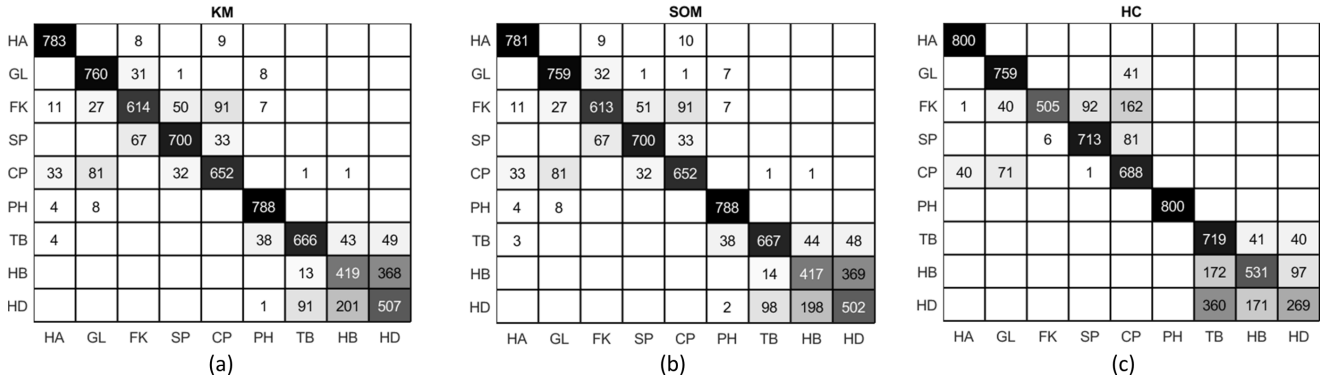 KM
HA 783 8 9
GL 760 31 1 8
FK 11 27 614 50 91 7
SP 67 700 33
CP 33 81 32 652 1 1
PH 4 8 788
TB 4 38 666 43 49
HB 13 419 368
HD 1 91 201 507
HA GL FK SP CP PH TB HB HD
(a)
SOM
HA 781 9 10
GL 759 32 1 1 7
FK 11 27 613 51 91 7
SP 67 700 33
CP 33 81 32 652 1 1
PH 4 8 788
TB 3 38 667 44 48
HB 14 417 369
HD 2 98 198 502
HA GL FK SP CP PH TB HB HD
(b)
HC
HA 800
GL 759 41
FK 1 40 505 92 162
SP 6 713 81
CP 40 71 1 688
PH 800
TB 719 41 40
HB 172 531 97
HD 360 171 269
HA GL FK SP CP PH TB HB HD
(c)